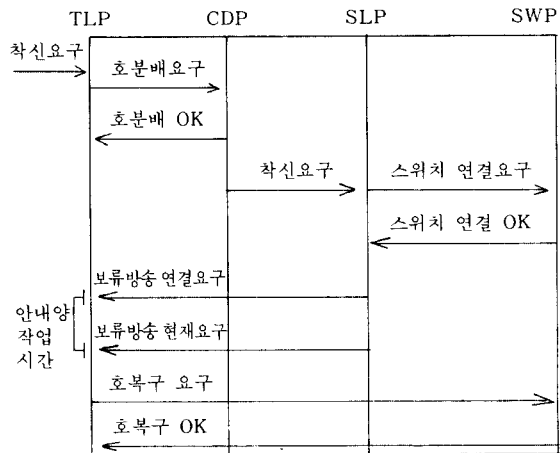 TLP CDP SLP SWP
착신요구
호분배요구
호분배 OK
착신요구 스위치 연결요구
스위치 연결 OK
보류방송 연결요구
안내양
작업
시간
보류방송 현재요구
호복구 요구
호복구 OK